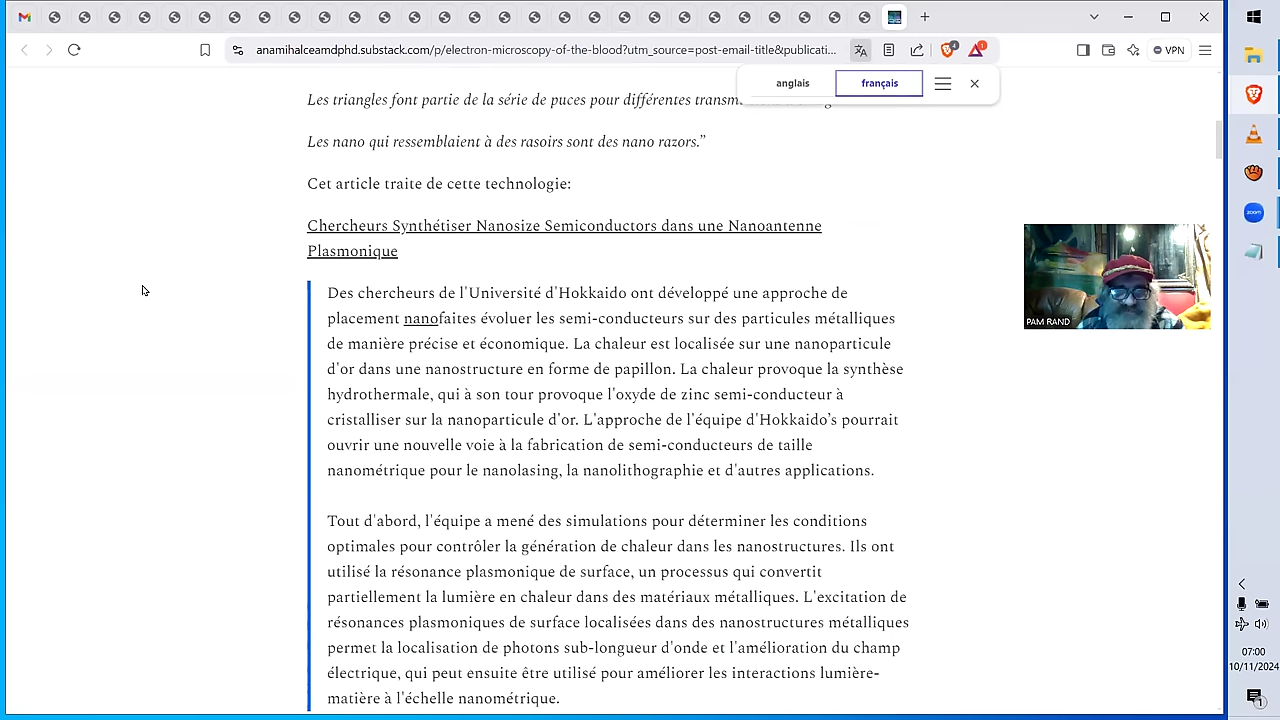 anamihalceamdphd.substack.com/p/electron-microscopy-of-the-blood?utm_source=post-email-title&publicati...
4
1
VPN
anglais
français
Les triangles font partie de la série de puces pour différentes
Les nano qui ressemblaient à des rasoirs sont des nano razors.”
Cet article traite de cette technologie:
Chercheurs Synthétiser Nanosize Semiconductors dans une Nanoantenne
Plasmonique
Des chercheurs de l'Université d'Hokkaido ont développé une approche de
placement nanofaites évoluer les semi-conducteurs sur des particules métalliques
de manière précise et économique. La chaleur est localisée sur une nanoparticule
d'or dans une nanostructure en forme de papillon. La chaleur provoque la synthèse
hydrothermale, qui à son tour provoque l'oxyde de zinc semi-conducteur à
cristalliser sur la nanoparticule d'or. L'approche de l'équipe d'Hokkaido’s pourrait
ouvrir une nouvelle voie à la fabrication de semi-conducteurs de taille
nanométrique pour le nanolasing, la nanolithographie et d'autres applications.
Tout d'abord, l'équipe a mené des simulations pour déterminer les conditions
optimales pour contrôler la génération de chaleur dans les nanostructures. Ils ont
utilisé la résonance plasmonique de surface, un processus qui convertit
partiellement la lumière en chaleur dans des matériaux métalliques. L'excitation de
résonances plasmoniques de surface localisées dans des nanostructures métalliques
permet la localisation de photons sub-longueur d'onde et l'amélioration du champ
électrique, qui peut ensuite être utilisé pour améliorer les interactions lumière-
matière à l'échelle nanométrique.
PAM RAND
zoom
07:00
10/11/2024
1